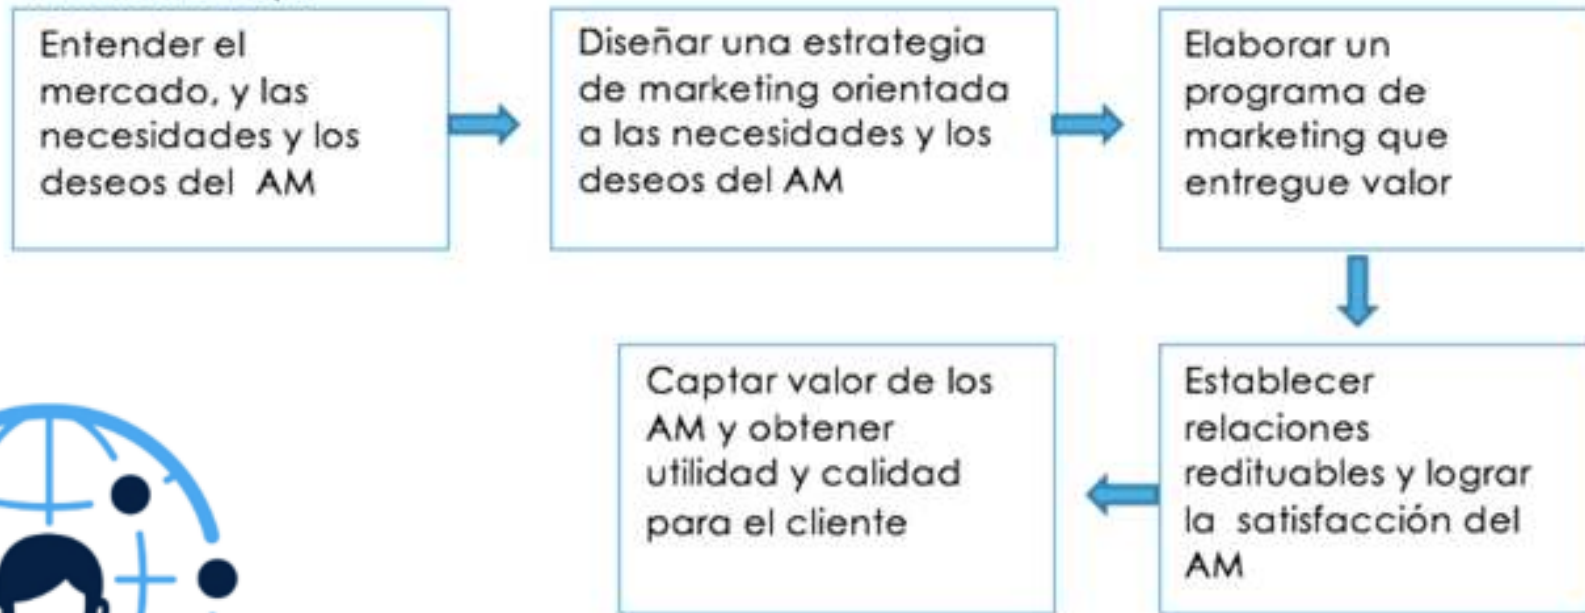 Entender el
mercado, y las
necesidades y los
deseos del AM
Diseñar una estrategia
de marketing orientada
a las necesidades y los
deseos del AM
Elaborar un
programa de
marketing que
entregue valor
Establecer
relaciones
redituables y lograr
la satisfacción del
AM
Captar valor de los
AM y obtener
utilidad y calidad
para el cliente